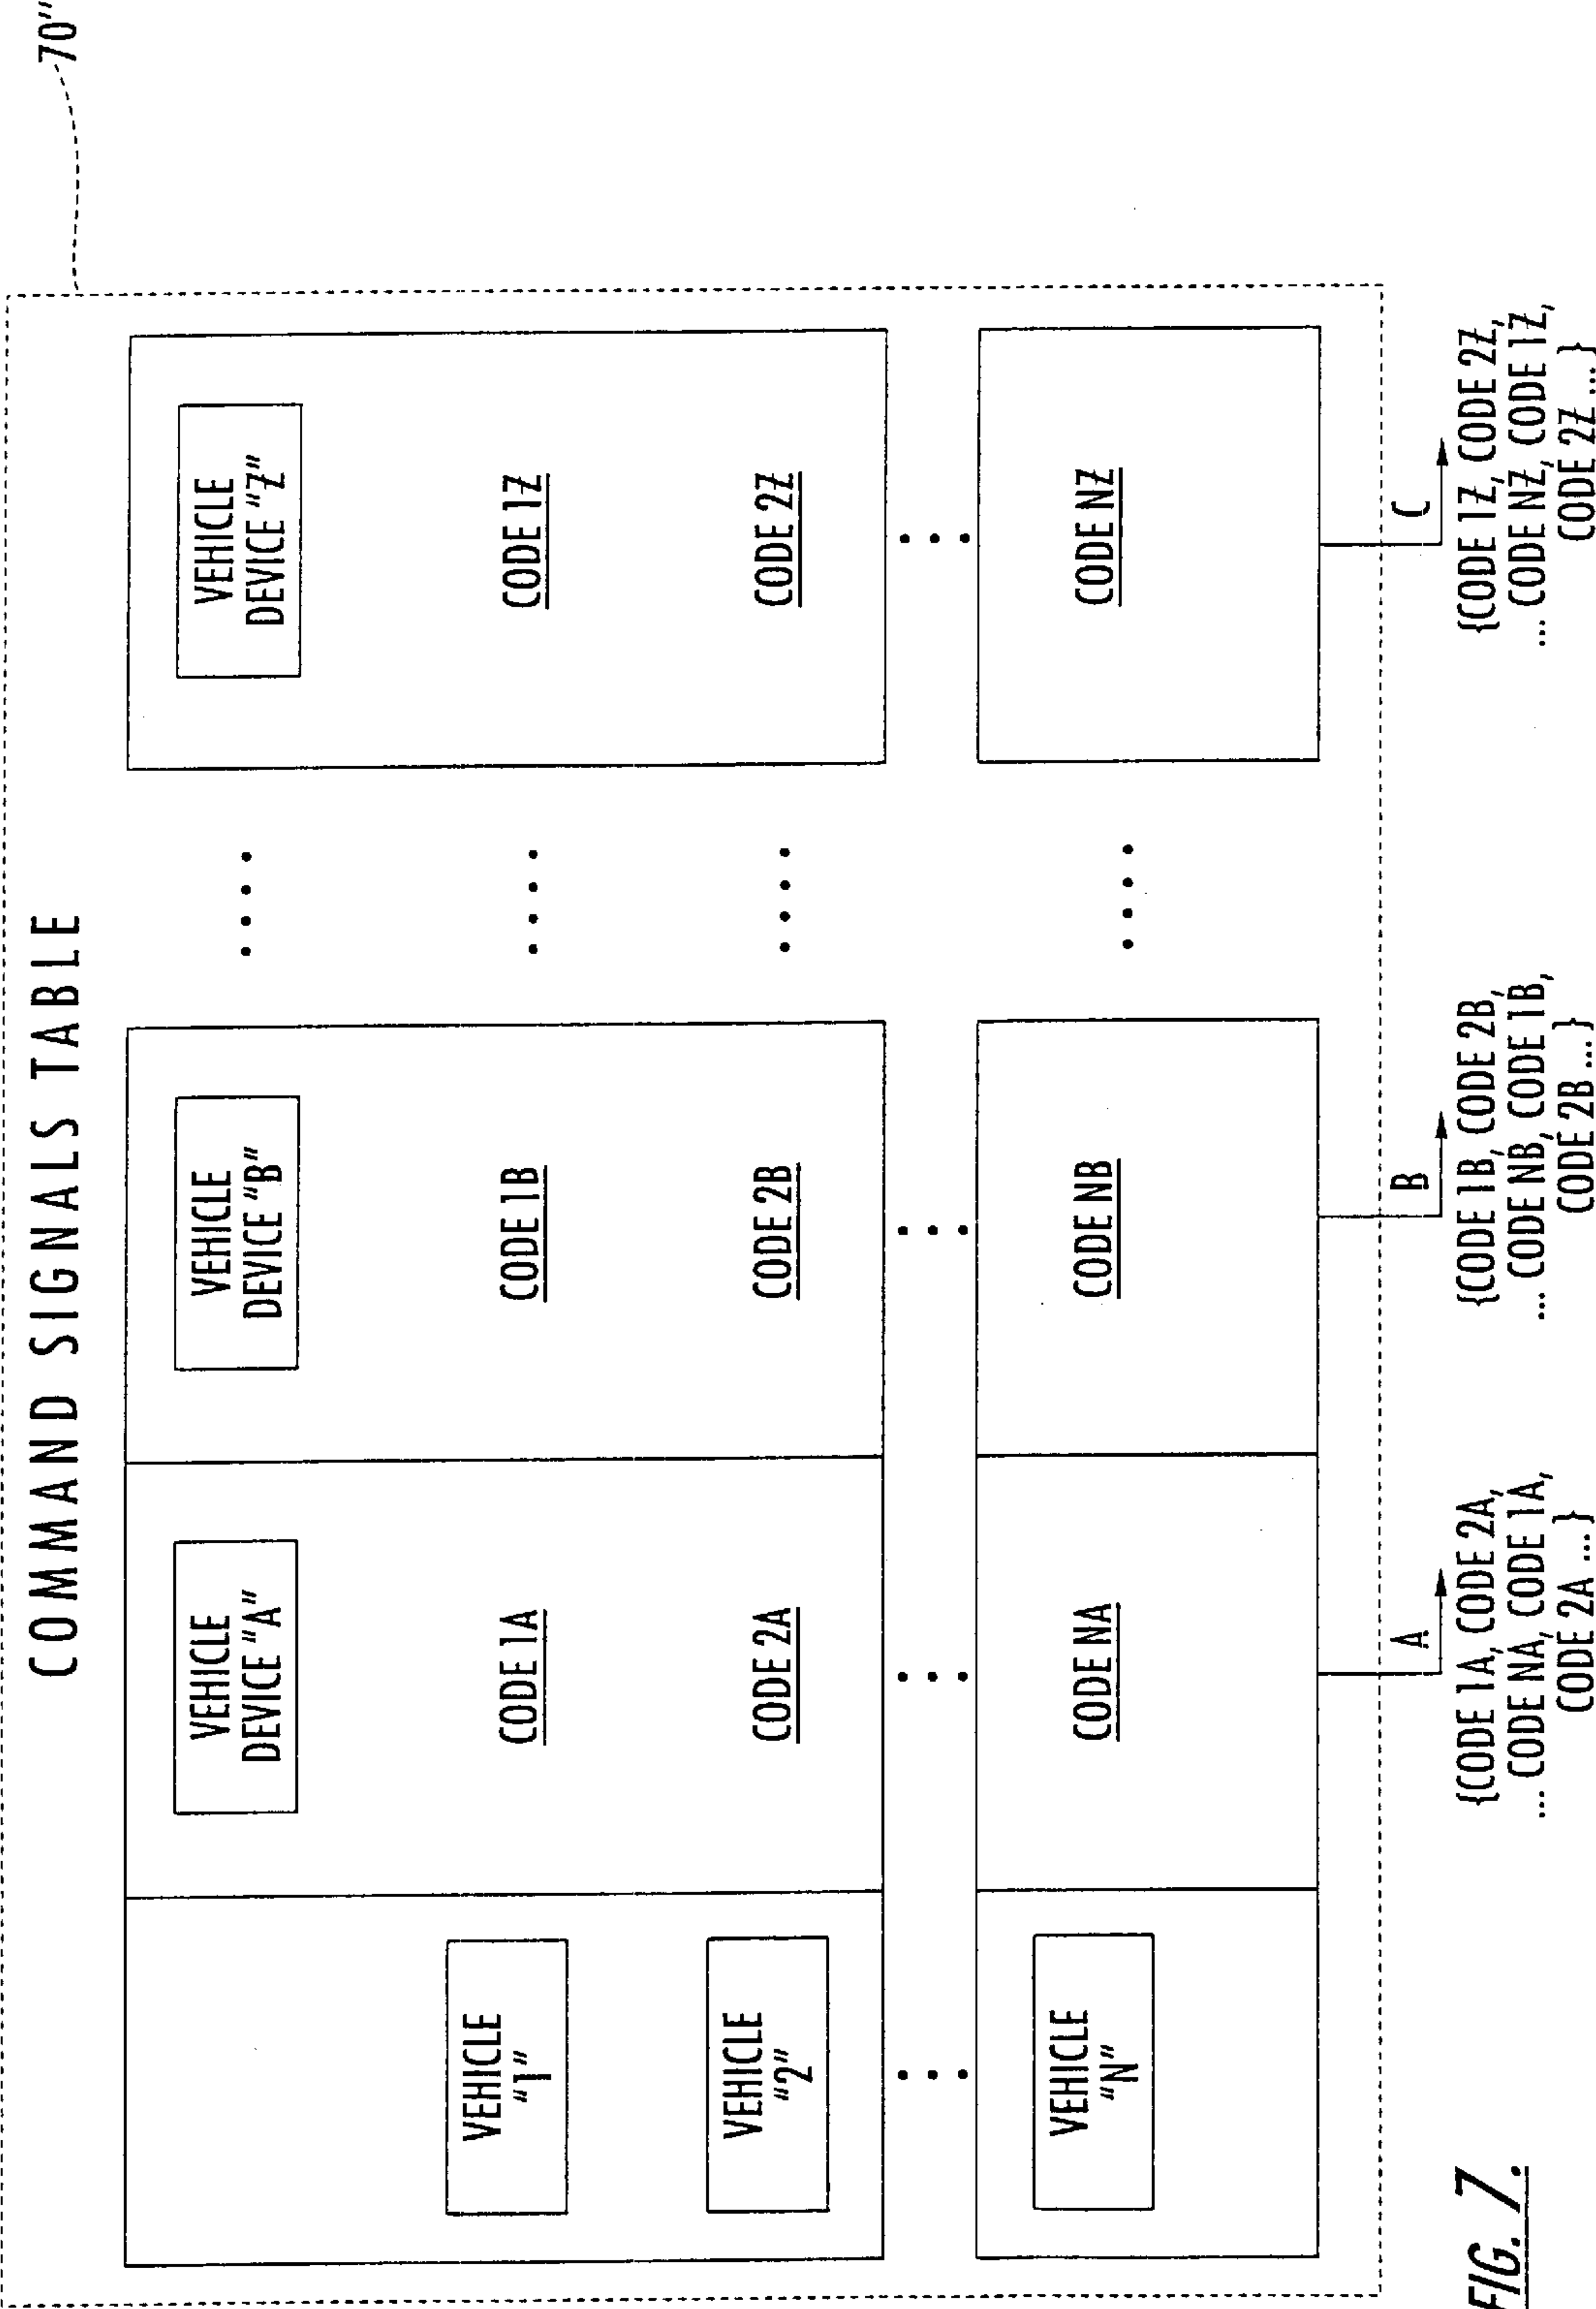 70"
COMMAND SIGNALS TABLE
VEHICLE
DEVICE "A"
VEHICLE
DEVICE "B"
• • • •
VEHICLE
DEVICE "Z"
VEHICLE
"1"
CODE 1A
CODE 1B
• • • •
CODE 1Z
VEHICLE
"2"
CODE 2A
CODE 2B
• • • •
CODE 2Z
VEHICLE
"N"
CODE NA
CODE NB
• • • •
CODE NZ
A
B
C
{CODE 1A, CODE 2A,
... CODE NA, CODE 1A,
CODE 2A ...}
{CODE 1B, CODE 2B,
... CODE NB, CODE 1B,
CODE 2B ...}
{CODE 1Z, CODE 2Z,
... CODE NZ, CODE 1Z,
CODE 2Z ...}
FIG. 7.